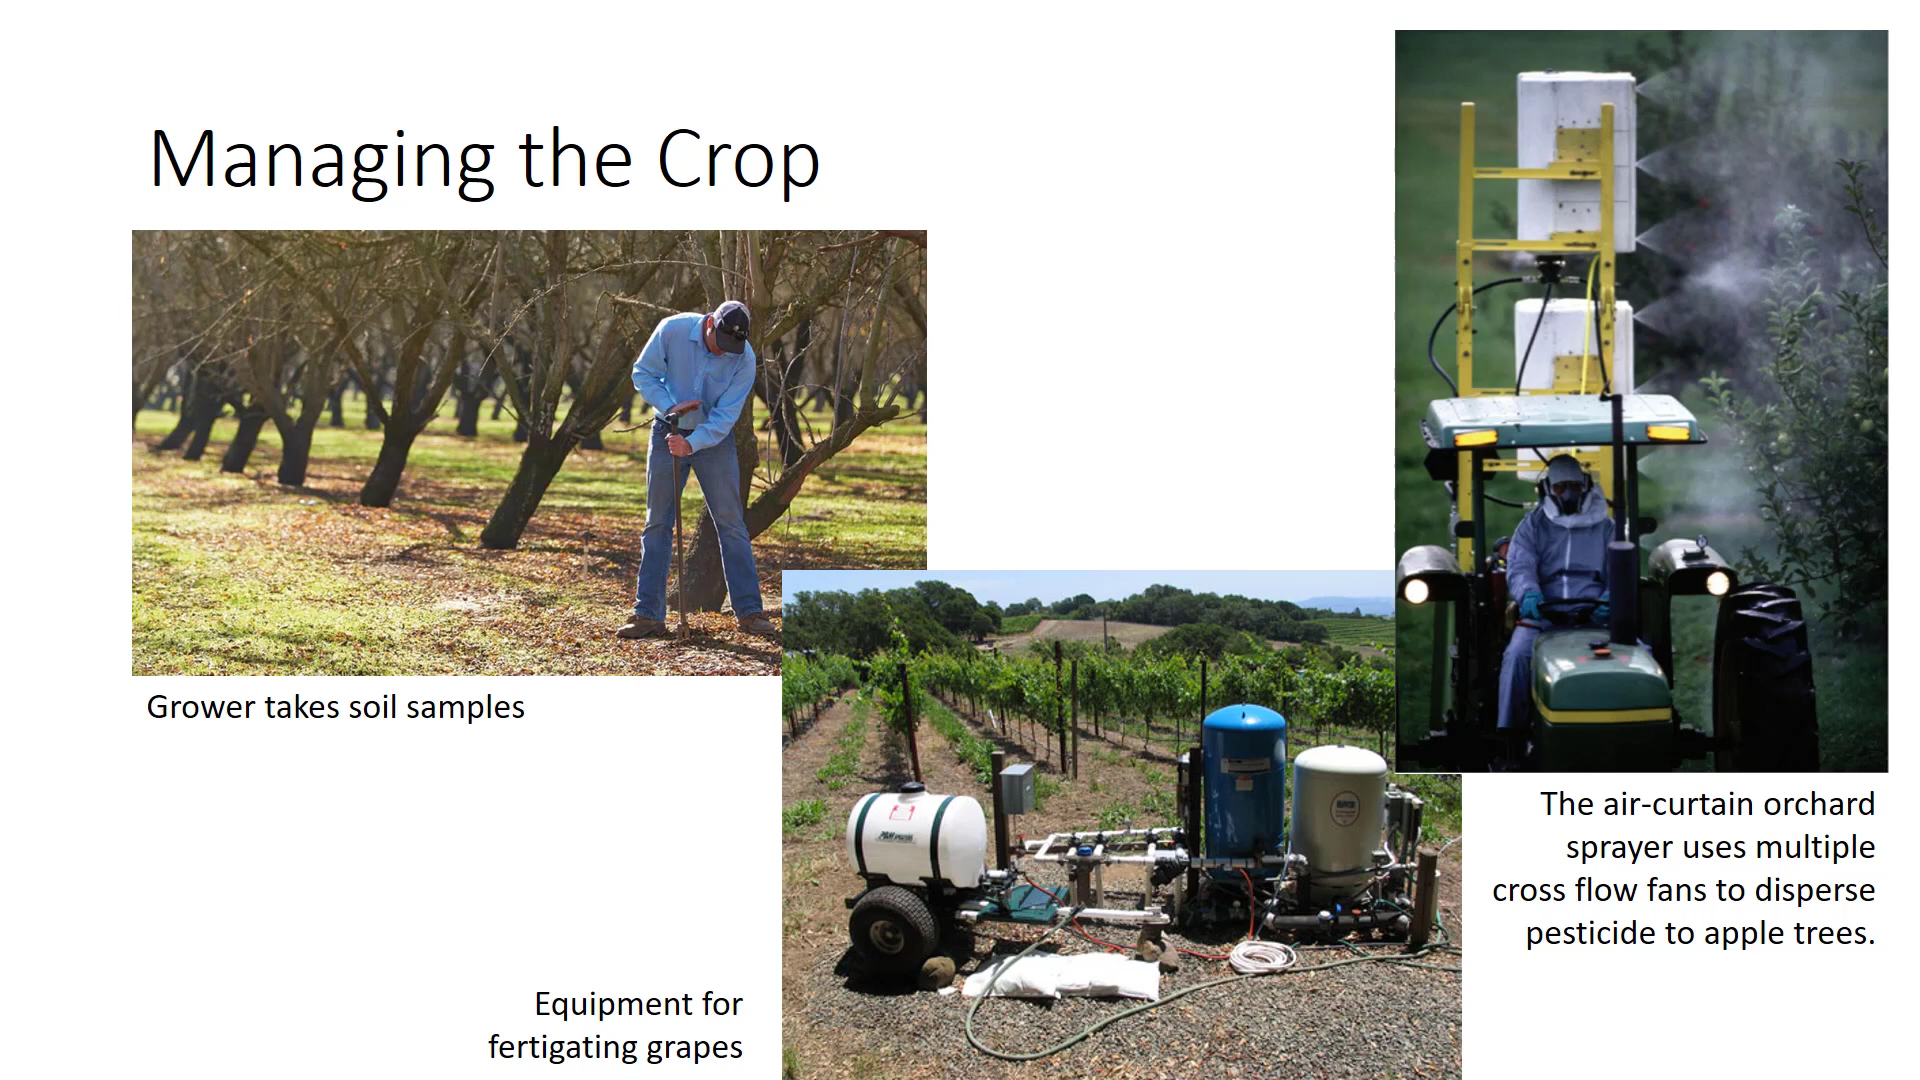 Managing the Crop
Grower takes soil samples
The air-curtain orchard
sprayer uses multiple
cross flow fans to disperse
pesticide to apple trees.
Equipment for
fertigating grapes